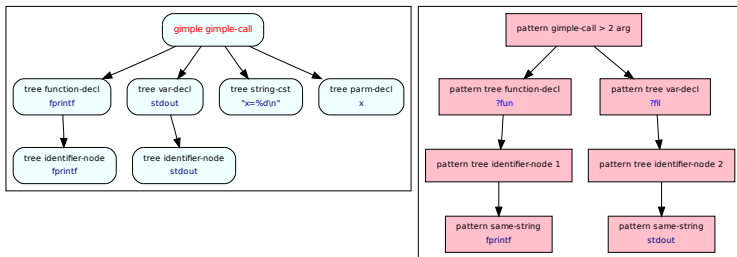 gimple gimple-call
tree function-decl
fprintf
tree var-decl
stdout
tree string-cst
"x=%d\n"
tree parm-decl
x
tree identifier-node
fprintf
tree identifier-node
stdout
pattern gimple-call > 2 arg
pattern tree function-decl
?fun
pattern tree var-decl
?fil
pattern tree identifier-node 1
pattern tree identifier-node 2
pattern same-string
fprintf
pattern same-string
stdout